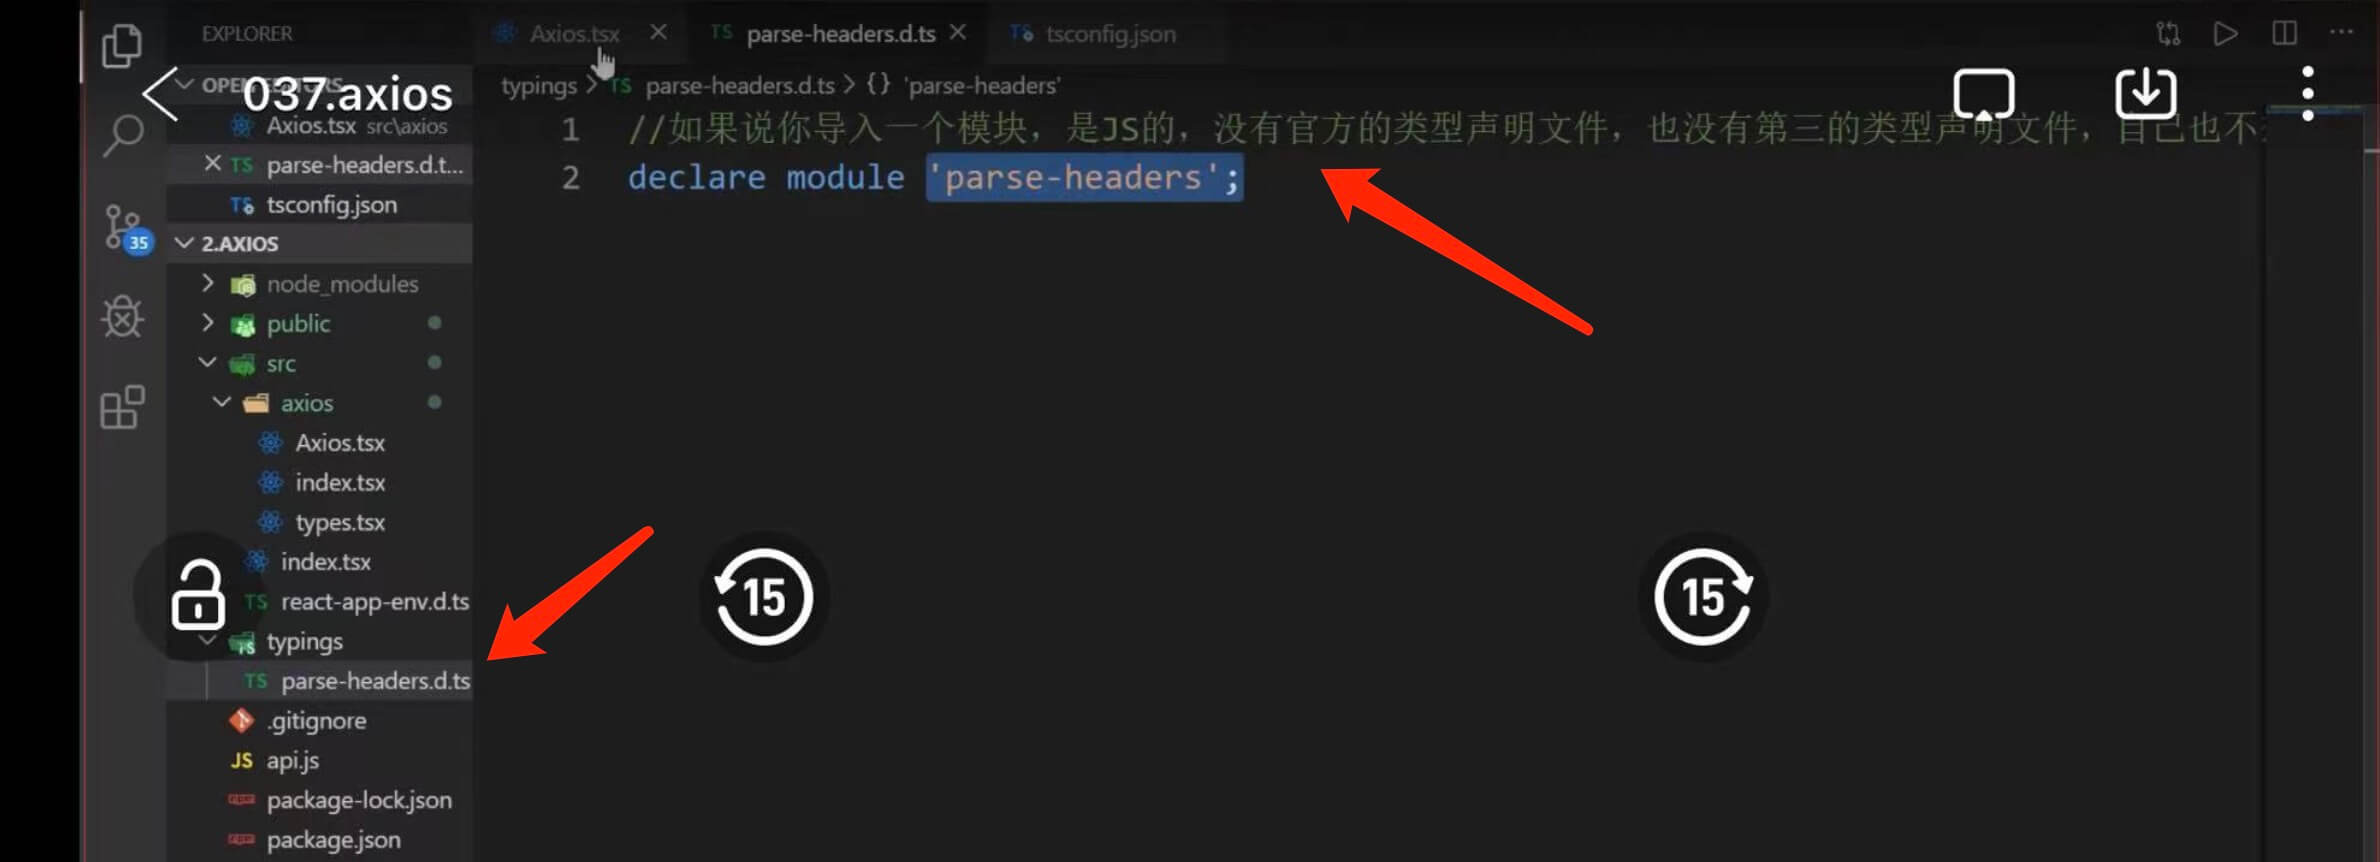 EXPLORER
Axios.tsx
TS parse-headers.d.ts
TS tsconfig.json
037.axios
typings > TS parse-headers.d.ts > {} 'parse-headers'
Axios.tsx src\axios
TS parse-headers.d.t...
TS tsconfig.json
1 //如果说你导入一个模块，是JS的，没有官方的类型声明文件，也没有第三的类型声明文件，自己也不
2 declare module 'parse-headers';
35
2.AXIOS
node_modules
public
src
axios
Axios.tsx
index.tsx
types.tsx
index.tsx
TS react-app-env.d.ts
typings
TS parse-headers.d.ts
.gitignore
JS api.js
package-lock.json
package.json
15
15